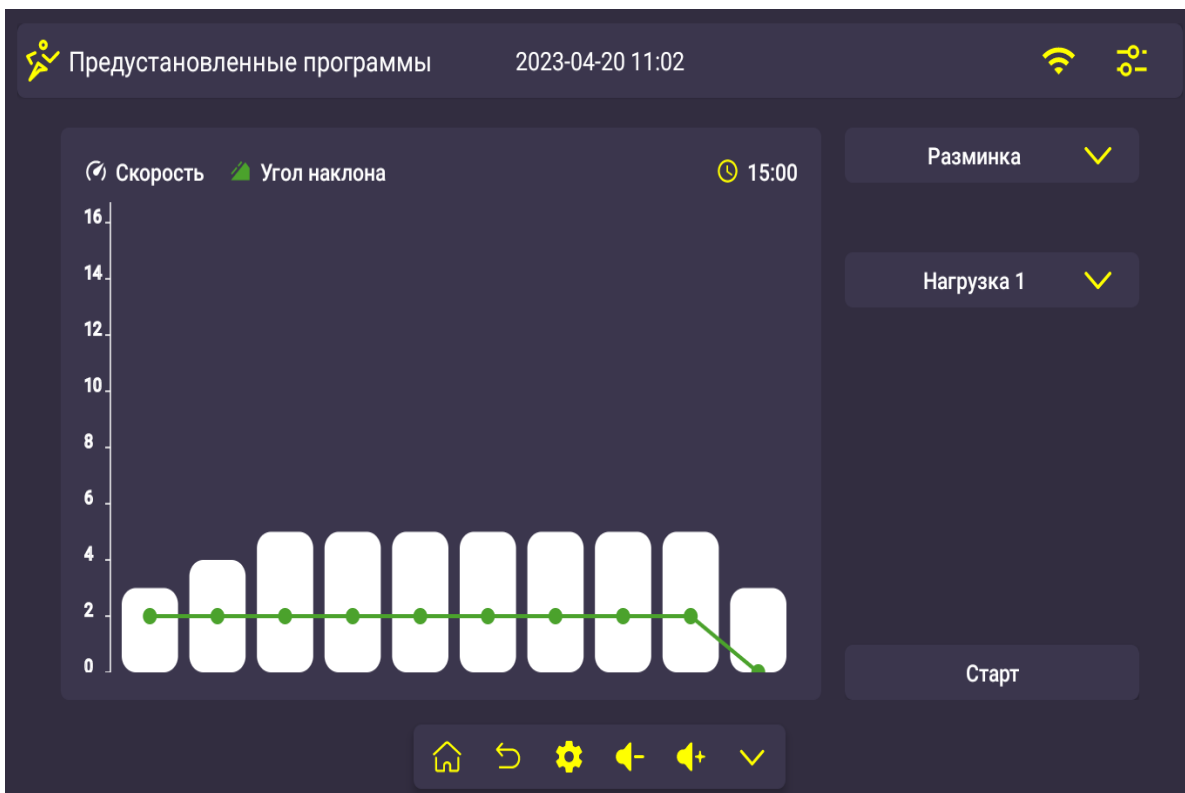 Предустановленные программы 2023-04-20 11:02
Скорость Угол наклона 15:00
16
14
12
10
8
6
4
2
0
Разминка
Нагрузка 1
Старт